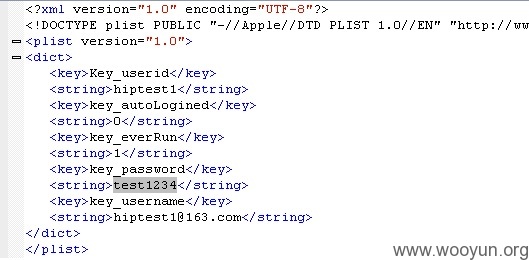 <?xml version="1.0" encoding="UTF-8"?>
<!DOCTYPE plist PUBLIC "-//Apple//DTD PLIST 1.0//EN" "http://ww
<plist version="1.0">
<dict>
<key>Key_userid</key>
<string>hiptest1</string>
<key>key_autoLogined</key>
<string>0</string>
<key>key_everRun</key>
<string>1</string>
<key>key_password</key>
<string>test1234</string>
<key>key_username</key>
<string>hiptest1@163.com</string>
</dict>
</plist>
www.wooyun.org